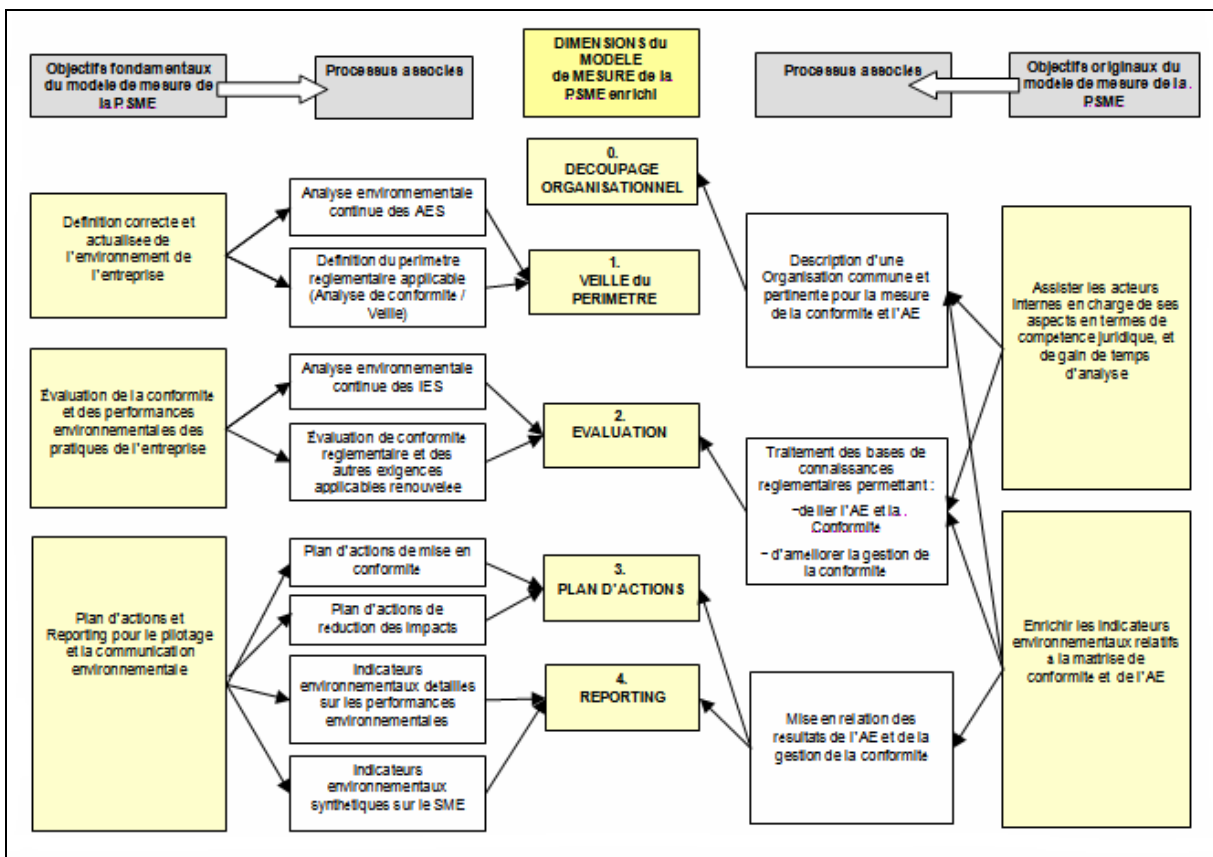 Objectifs fondamentaux
du modele de mesure de
la P.SME
Processus associes
DIMENSIONS du
MODELE
de MESURE de la
P.SME enrichi
Processus associes
Objectifs originaux du
modele de mesure de la .
P.SME
0.
DECOUPAGE
ORGANISATIONNEL
Definition correcte et
actualisee de
l'environnement de
l'entreprise
Analyse environnementale
continue des AES
Definition du perimetre
reglementaire applicable
(Analyse de conformite /
Veille)
1.
VEILLE du
PERIMETRE
Description d'une
Organisation commune et
pertinente pour la mesure
de la conformite et l'AE
Assister les acteurs
Internes en charge de ses
aspects en termes de
competence juridique, et
de gain de temps
d'analyse
Évaluation de la conformite
et des performances
environnementales des
pratiques de l'entreprise
Analyse environnementale
continue des IES
Évaluation de conformite
reglementaire et des
autres exigences
applicables renouvelee
2.
EVALUATION
Traitement des bases de
connaissances
reglementaires permettant :
-de lier l'AE et la .
Conformite
- d'ameliorer la gestion de
la conformite
Plan d'actions et
Reporting pour le pilotage
et la communication
environnementale
Plan d'actions de mise en
conformite
Plan d'actions de
reduction des impacts
Indicateurs
environnementaux detailles
sur les performances
environnementales
Indicateurs
environnementaux
synthetiques sur le SME
3.
PLAN D'ACTIONS
4.
REPORTING
Mise en relation des
resultats de l'AE et de la
gestion de la conformite
Enrichir les Indicateurs
environnementaux relatifs
a la maitrise de
conformite et de l'AE